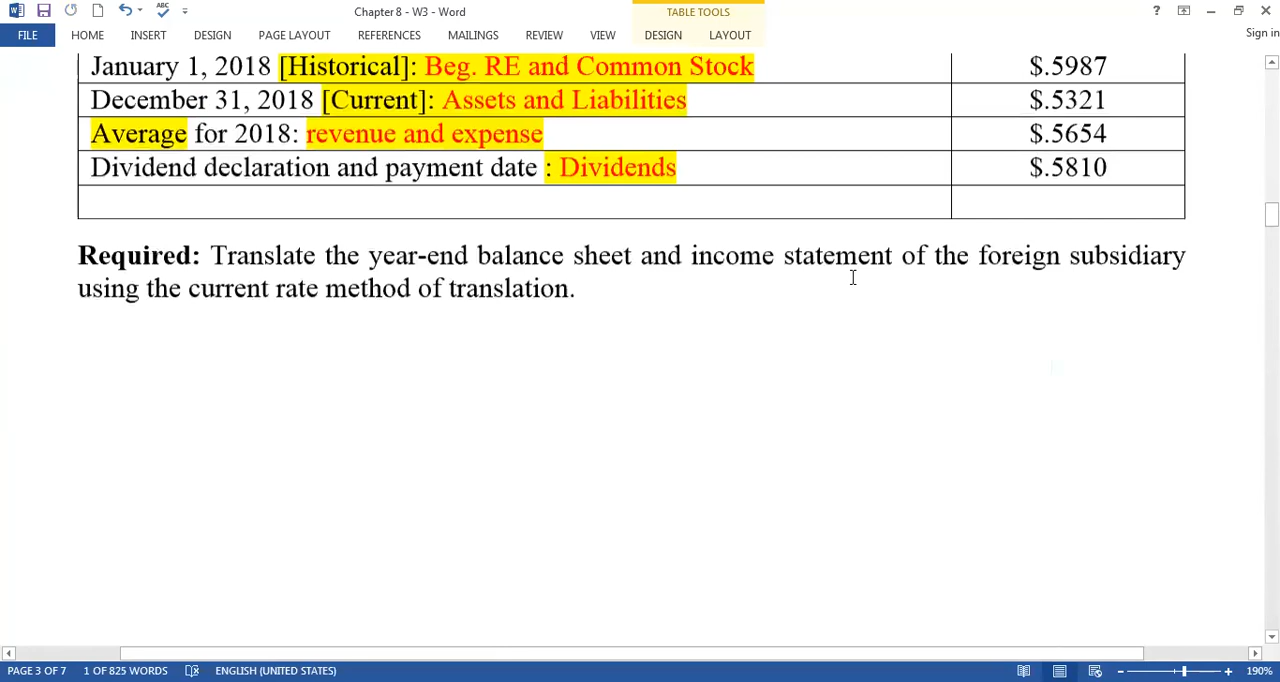 Chapter 8 - W3 - Word
TABLE TOOLS
?
Sign in
FILE HOME INSERT DESIGN PAGE LAYOUT REFERENCES MAILINGS REVIEW VIEW DESIGN LAYOUT
January 1, 2018 [Historical]: Beg. RE and Common Stock $.5987
December 31, 2018 [Current]: Assets and Liabilities $.5321
Average for 2018: revenue and expense $.5654
Dividend declaration and payment date : Dividends $.5810
Required: Translate the year-end balance sheet and income statement of the foreign subsidiary
using the current rate method of translation.
PAGE 3 OF 7 1 OF 825 WORDS ENGLISH (UNITED STATES) 190%